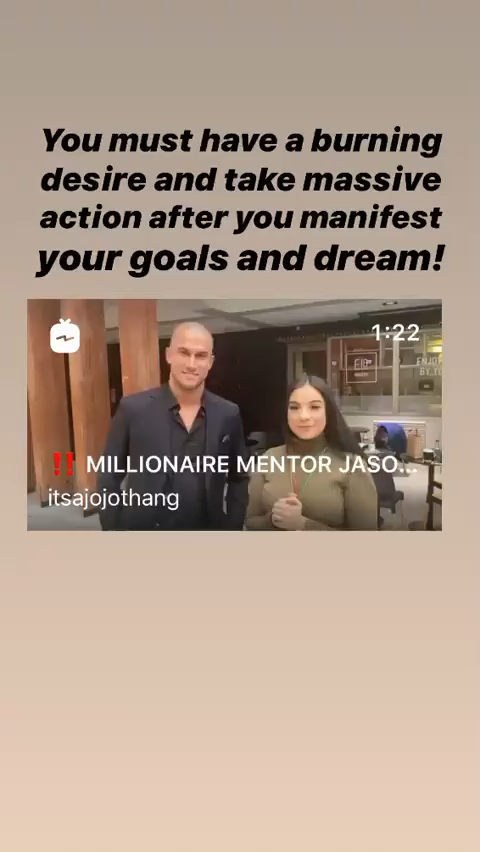 You must have a burning
desire and take massive
action after you manifest
your goals and dream!
1:22
‼️ MILLIONAIRE MENTOR JASO...
itsajojothang